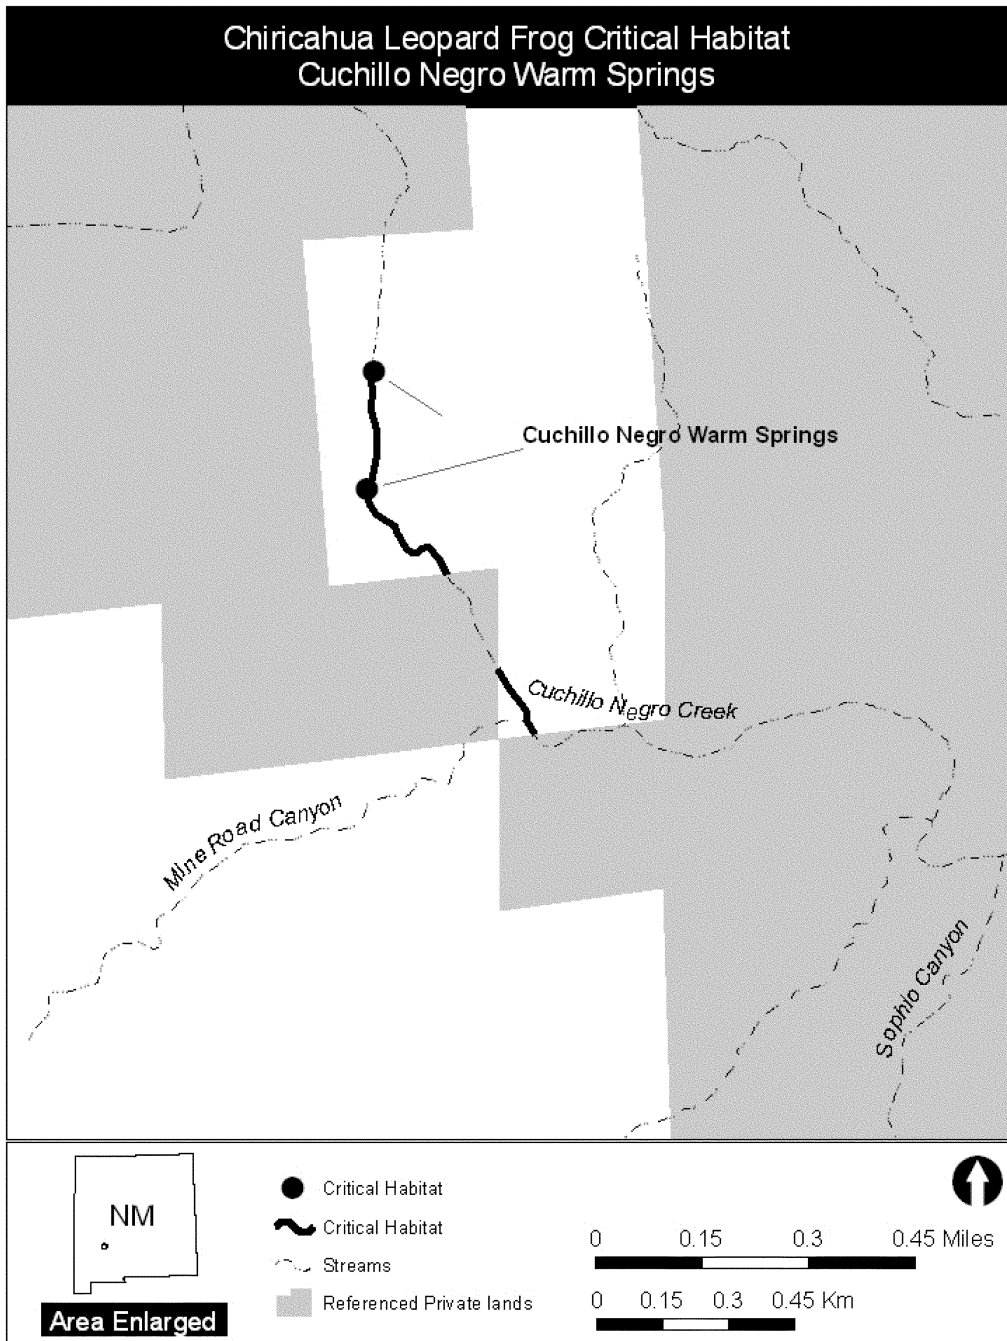 Chiricahua Leopard Frog Critical Habitat
Cuchillo Negro Warm Springs
Cuchillo Negro Warm Springs
Cuchillo Negro Creek
Mine Road Canyon
Sophio Canyon
NM
Area Enlarged
Critical Habitat
Critical Habitat
Streams
Referenced Private lands
0 0.15 0.3 0.45 Miles
0 0.15 0.3 0.45 Km